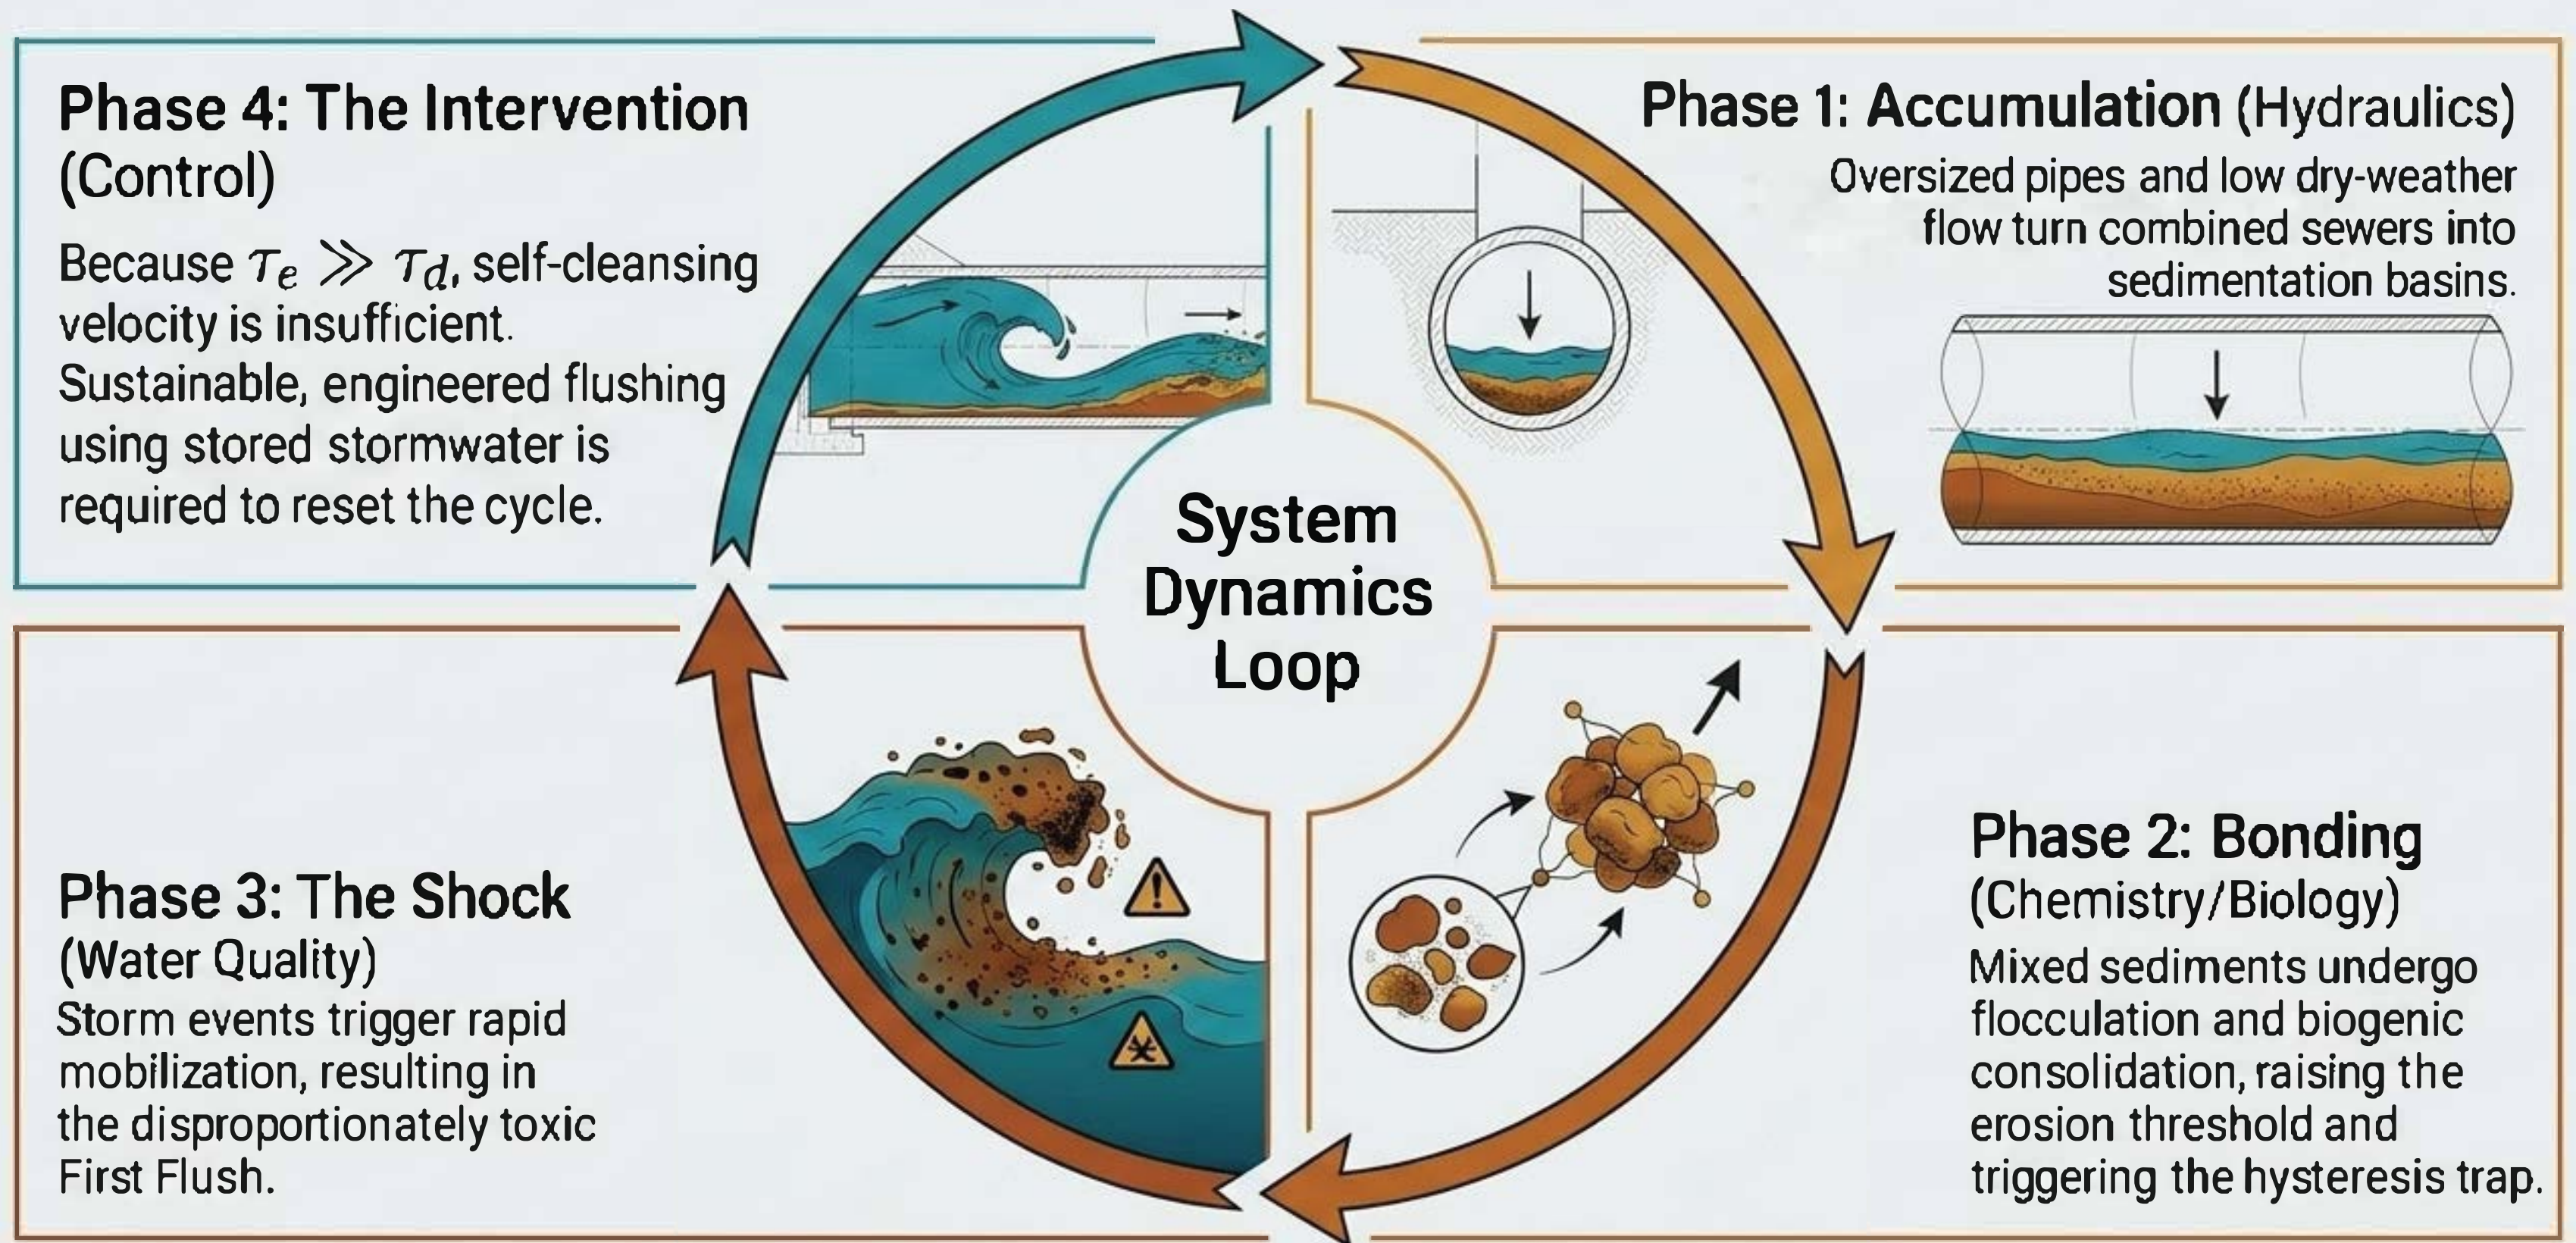 Phase 4: The Intervention
(Control)
Because τe ≫ τd, self-cleansing
velocity is insufficient.
Sustainable, engineered flushing
using stored stormwater is
required to reset the cycle.
Phase 1: Accumulation (Hydraulics)
Oversized pipes and low dry-weather
flow turn combined sewers into
sedimentation basins.
System
Dynamics
Loop
Phase 3: The Shock
(Water Quality)
Storm events trigger rapid
mobilization, resulting in
the disproportionately toxic
First Flush.
Phase 2: Bonding
(Chemistry/Biology)
Mixed sediments undergo
flocculation and biogenic
consolidation, raising the
erosion threshold and
triggering the hysteresis trap.